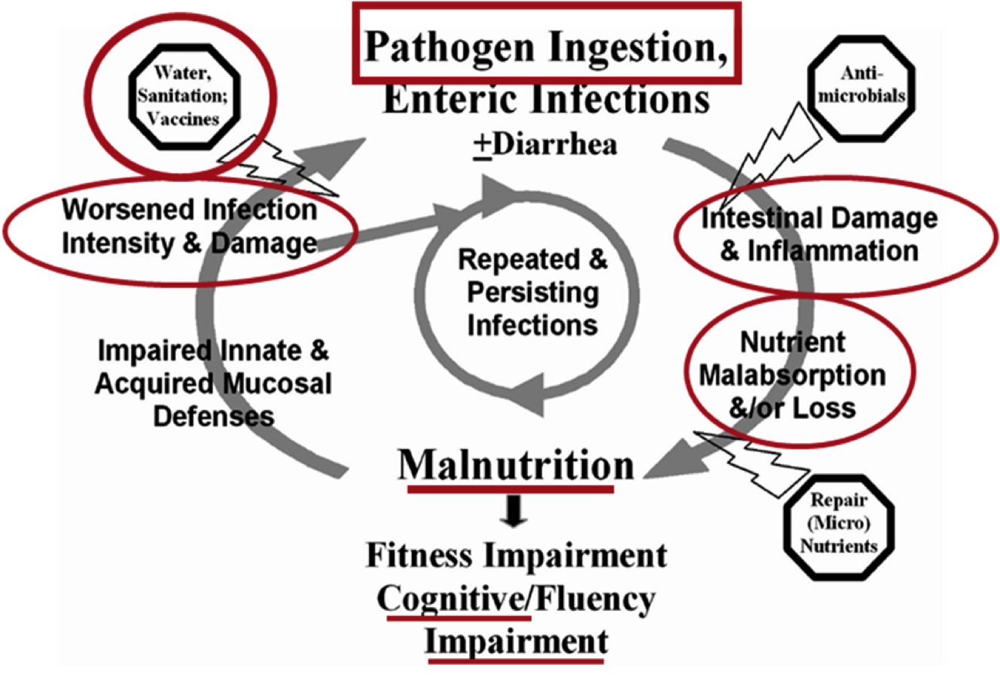 Pathogen Ingestion,
Enteric Infections
±Diarrhea
Water,
Sanitation;
Vaccines
Anti-
microbials
Worsened Infection
Intensity & Damage
Intestinal Damage
& Inflammation
Repeated &
Persisting
Infections
Impaired Innate &
Acquired Mucosal
Defenses
Nutrient
Malabsorption
&/or Loss
Malnutrition
Repair
(Micro)
Nutrients
Fitness Impairment
Cognitive/Fluency
Impairment